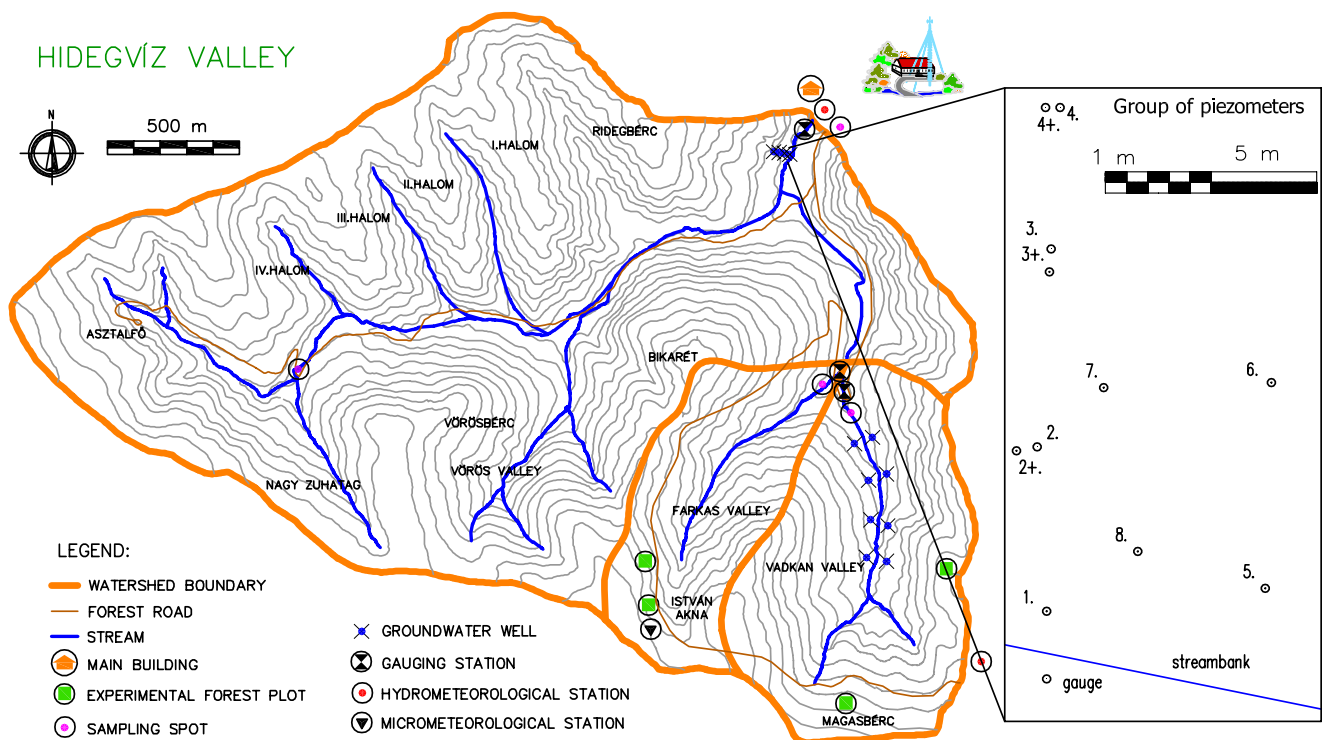 HIDEGVÍZ VALLEY
N
500 m
I.HALOM
II.HALOM
III.HALOM
IV.HALOM
RIDEGBÉRC
ASZTALFŐ
BIKARÉT
VÖRÖSBÉRC
VÖRÖS VALLEY
NAGY ZUHATAG
FARKAS VALLEY
VADKAN VALLEY
ISTVÁN
AKNA
MAGASBÉRC
LEGEND:
WATERSHED BOUNDARY
FOREST ROAD
STREAM
MAIN BUILDING
EXPERIMENTAL FOREST PLOT
SAMPLING SPOT
GROUNDWATER WELL
GAUGING STATION
HYDROMETEOROLOGICAL STATION
MICROMETEOROLOGICAL STATION
Group of piezometers
4.
4+.
1 m
5 m
3.
3+.
7.
6.
2.
2+.
8.
5.
1.
streambank
gauge